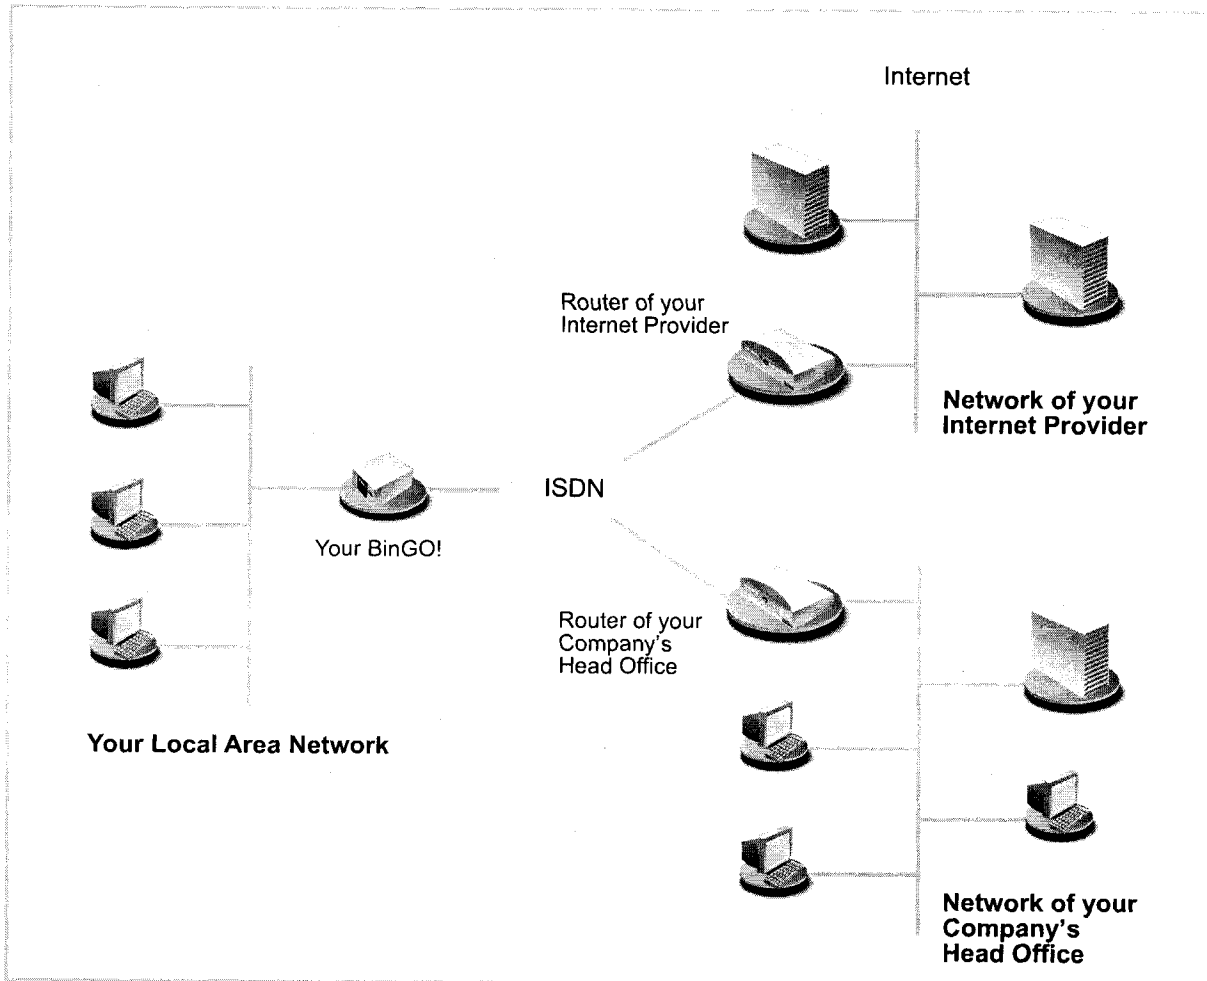 Internet
Router of your
Internet Provider
Network of your
Internet Provider
ISDN
Your BinGO!
Router of your
Company's
Head Office
Your Local Area Network
Network of your
Company's
Head Office